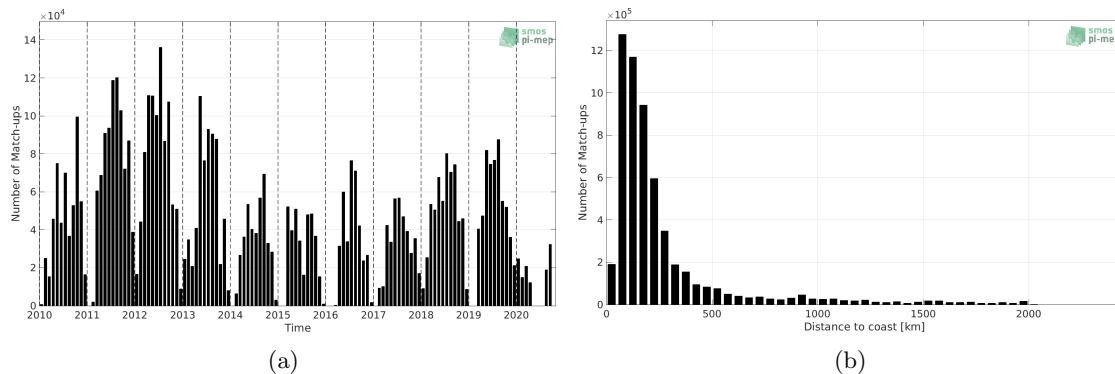 ×10⁴
smos
pi-mep
14
12
10
8
6
4
2
0
Number of Match-ups
2010 2011 2012 2013 2014 2015 2016 2017 2018 2019 2020
Time
(a)
×10⁵
smos
pi-me
12
10
8
6
4
2
0
Number of Match-ups
0 500 1000 1500 2000
Distance to coast [km]
(b)